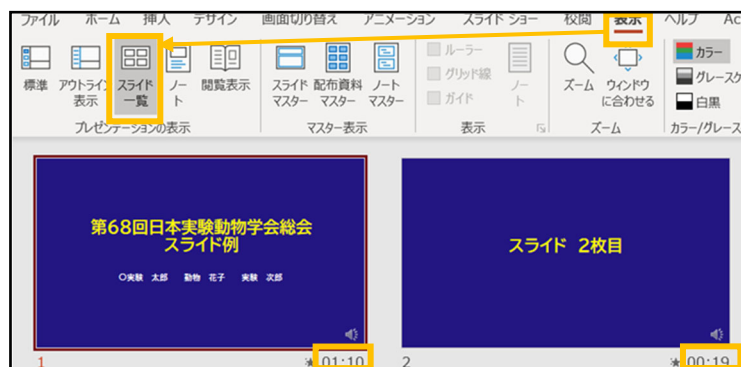 ファイル ホーム 挿入 デザイン 画面切り替え アニメーション スライド ショー 校閲 表示 ヘルプ Ac
標準 アウトライン表示 スライド一覧 ノート 閲覧表示 スライドマスター 配布資料マスター ノートマスター ルーラー グリッド線 ガイド ノート ズーム ウィンドウに合わせる カラー グレースケ 白黒
プレゼンテーションの表示 マスター表示 表示 ズーム カラー/グレース
第68回日本実験動物学会総会
スライド例
○実験 太郎 動物 花子 実験 次郎
スライド 2枚目
1 01:10 2 00:19